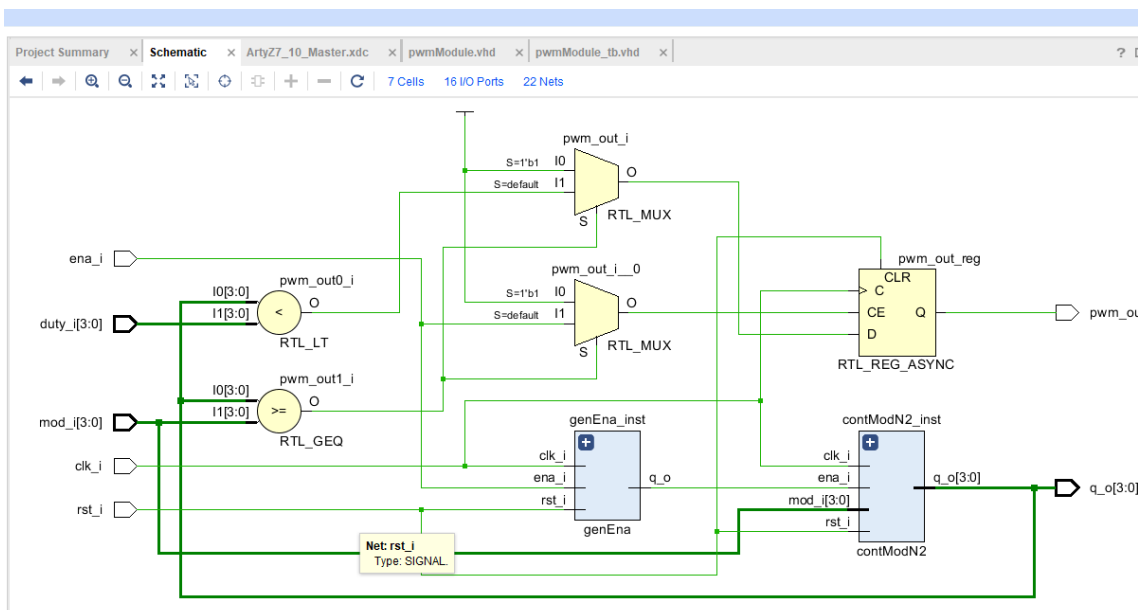 Project Summary × Schematic × ArtyZ7_10_Master.xdc × pwmModule.vhd × pwmModule_tb.vhd × ?
7 Cells 16 I/O Ports 22 Nets
pwm_out_i
S=1'b1 I0
S=default I1
O
S
RTL_MUX
ena_i
pwm_out_reg
pwm_out_i__0
CLR
pwm_out0_i
I0[3:0]
I1[3:0]
<
O
RTL_LT
S=1'b1 I0
S=default I1
O
S
RTL_MUX
C
CE
D
Q
RTL_REG_ASYNC
pwm_ou
duty_i[3:0]
pwm_out1_i
I0[3:0]
I1[3:0]
>=
O
RTL_GEQ
mod_i[3:0]
genEna_inst
clk_i
ena_i
rst_i
q_o
genEna
contModN2_inst
clk_i
ena_i
mod_i[3:0]
rst_i
q_o[3:0]
contModN2
q_o[3:0]
clk_i
rst_i
Net: rst_i
Type: SIGNAL.